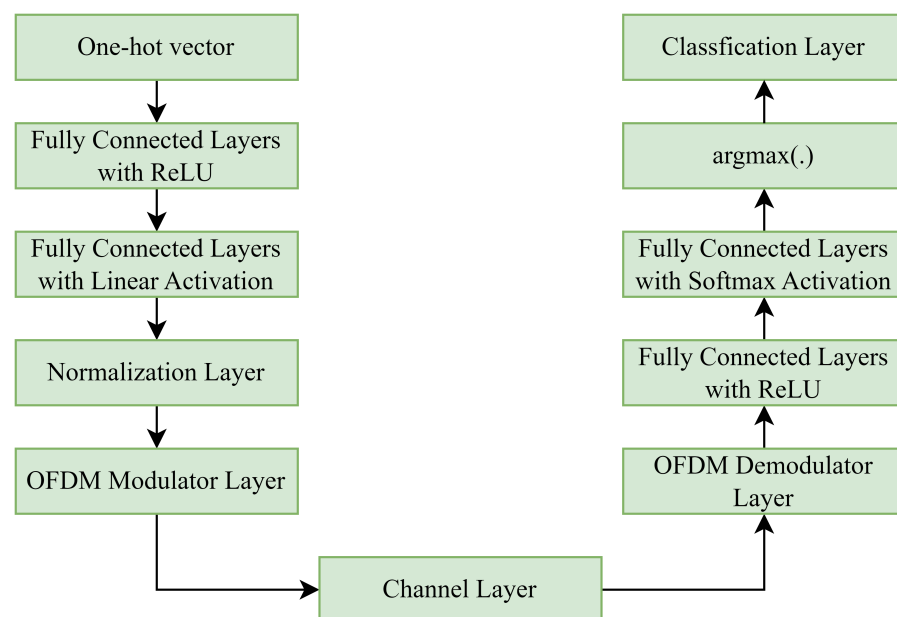 One-hot vector
Fully Connected Layers
with ReLU
Fully Connected Layers
with Linear Activation
Normalization Layer
OFDM Modulator Layer
Channel Layer
OFDM Demodulator
Layer
Fully Connected Layers
with ReLU
Fully Connected Layers
with Softmax Activation
argmax(.)
Classfication Layer